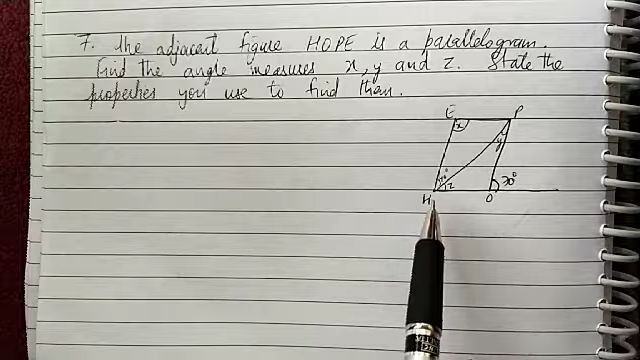 7. The adjacent figure HOPE is a parallelogram.
Find the angle measures x, y and z. State the
properties you use to find tham.
E P
x
y
40° 70°
z
H O